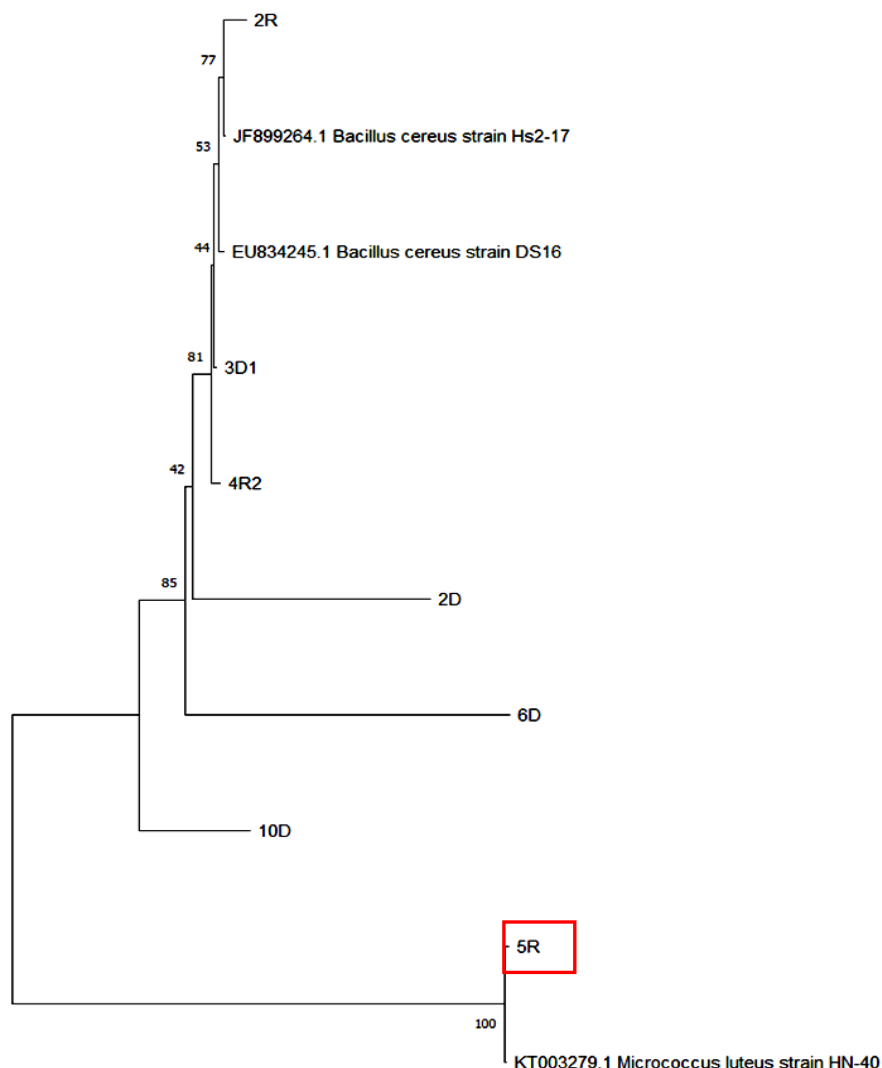 2R
77
JF899264.1 Bacillus cereus strain Hs2-17
53
44
EU834245.1 Bacillus cereus strain DS16
81
3D1
42
4R2
85
2D
6D
10D
5R
100
KT003279.1 Micrococcus luteus strain HN-40